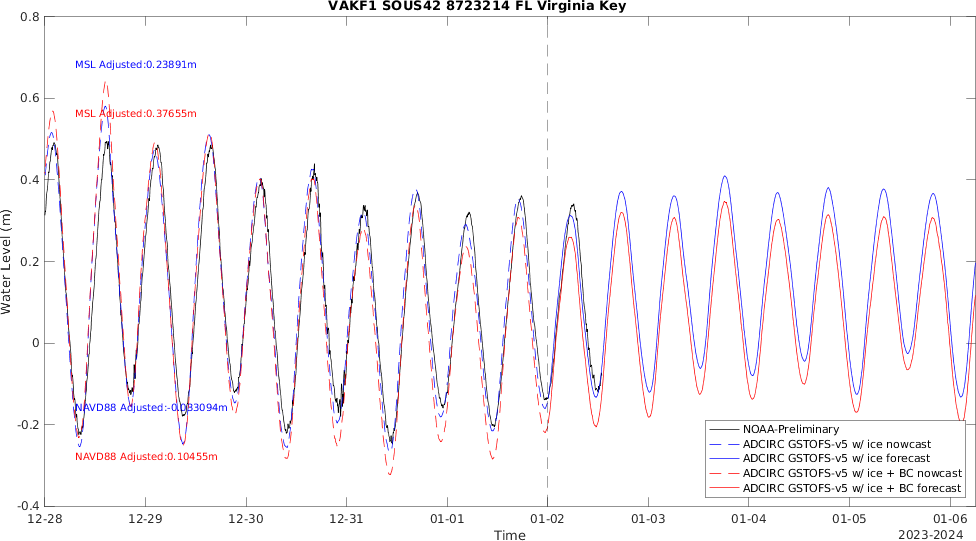 VAKF1 SOUS42 8723214 FL Virginia Key
0.8
0.6
0.4
0.2
0
-0.2
-0.4
Water Level (m)
MSL Adjusted:0.23891m
MSL Adjusted:0.37655m
NAVD88 Adjusted:-0.033094m
NAVD88 Adjusted:0.10455m
NOAA-Preliminary
ADCIRC GSTOFS-v5 w/ ice nowcast
ADCIRC GSTOFS-v5 w/ ice forecast
ADCIRC GSTOFS-v5 w/ ice + BC nowcast
ADCIRC GSTOFS-v5 w/ ice + BC forecast
12-28 12-29 12-30 12-31 01-01 01-02 01-03 01-04 01-05 01-06
Time
2023-2024